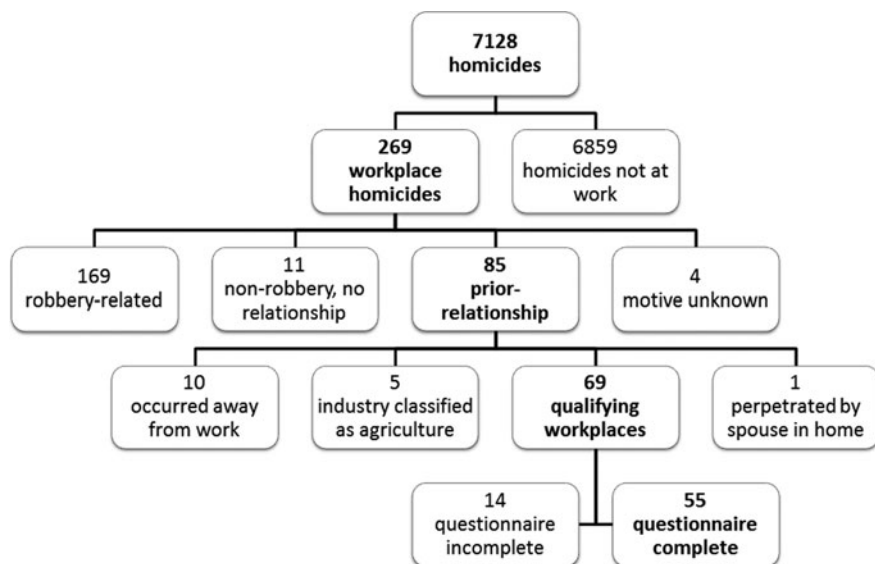 7128
homicides
269
workplace
homicides
6859
homicides not at
work
169
robbery-related
11
non-robbery, no
relationship
85
prior-
relationship
4
motive unknown
10
occurred away
from work
5
industry classified
as agriculture
69
qualifying
workplaces
1
perpetrated by
spouse in home
14
questionnaire
incomplete
55
questionnaire
complete